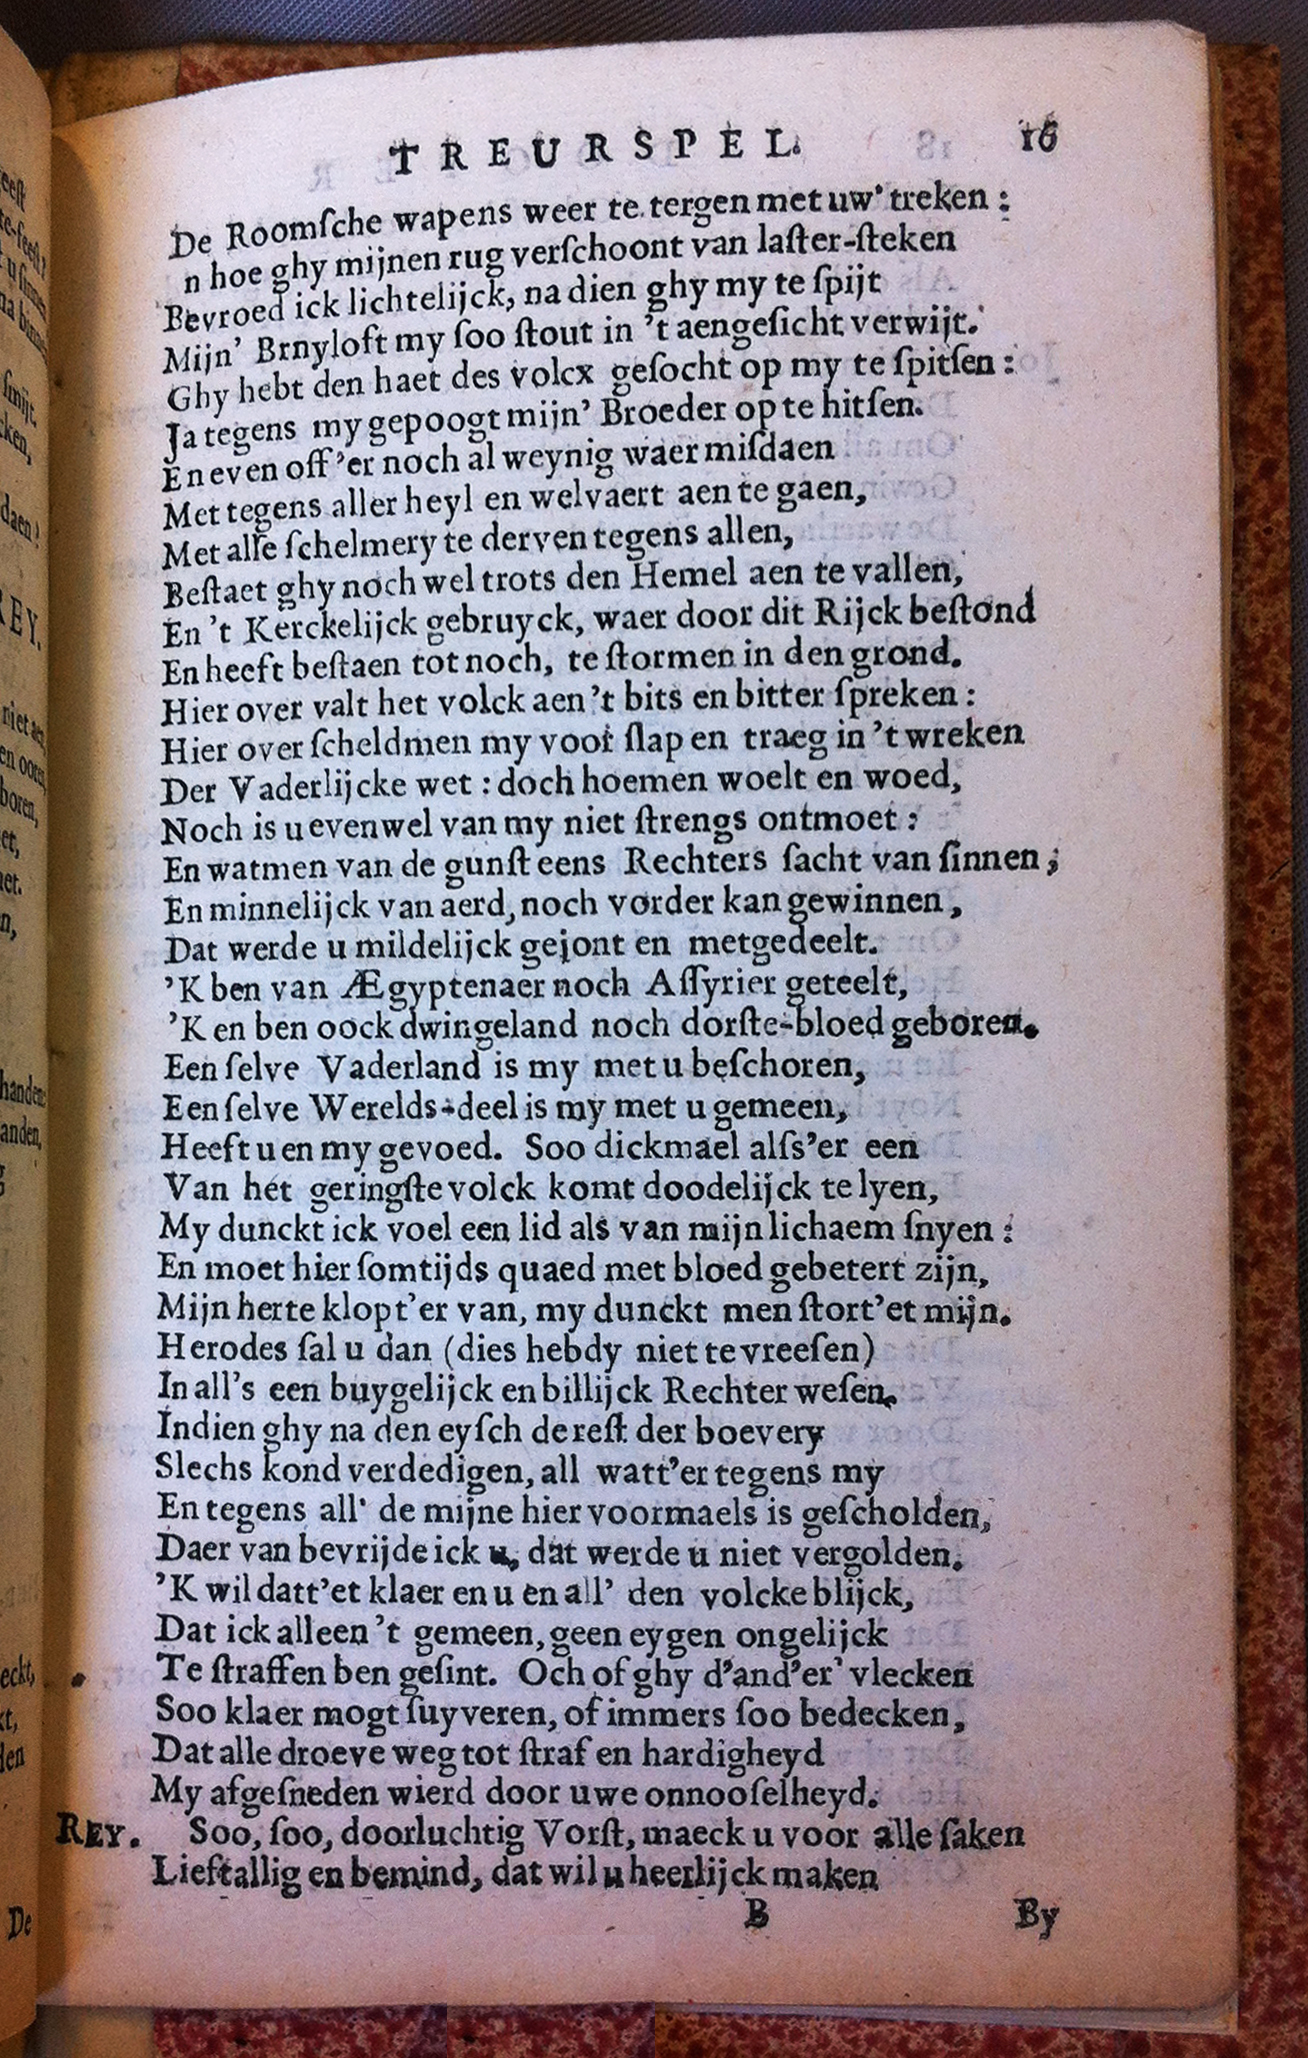 TREURSPEL. 16
De Roomſche wapens weer te tergen met uw' treken :
n hoe ghy mijnen rug verſchoont van laſter-ſteken
Bevroed ick lichtelijck, na dien ghy my te ſpijt
Mijn' Brnyloft my ſoo ſtout in 't aengeſicht verwijt.
Ghy hebt den haet des volcx geſocht op my te ſpitſen :
Ja tegens my gepoogt mijn' Broeder op te hitſen.
En even off 'er noch al weynig waer miſdaen
Met tegens aller heyl en welvaert aen te gaen,
Met alle ſchelmery te derven tegens allen,
Beſtaet ghy noch wel trots den Hemel aen te vallen,
En 't Kerckelijck gebruyck, waer door dit Rijck beſtond
En heeft beſtaen tot noch, te ſtormen in den grond.
Hier over valt het volck aen 't bits en bitter ſpreken :
Hier over ſcheldmen my voor ſlap en traeg in 't wreken
Der Vaderlijcke wet : doch hoemen woelt en woed,
Noch is u evenwel van my niet ſtrengs ontmoet :
En watmen van de gunſt eens Rechters ſacht van ſinnen ;
En minnelijck van aerd, noch vorder kan gewinnen,
Dat werde u mildelijck gejont en metgedeelt.
'K ben van Ægyptenaer noch Aſſyrier geteelt,
'K en ben oock dwingeland noch dorſte-bloed geboren.
Een ſelve Vaderland is my met u beſchoren,
Een ſelve Werelds-deel is my met u gemeen,
Heeft u en my gevoed. Soo dickmael alſs'er een
Van het geringſte volck komt doodelijck te lyen,
My dunckt ick voel een lid als van mijn lichaem ſnyen :
En moet hier ſomtijds quaed met bloed gebetert zijn,
Mijn herte klopt'er van, my dunckt men ſtort'et mijn.
Herodes ſal u dan (dies hebdy niet te vreeſen)
In all's een buygelijck en billijck Rechter weſen.
Indien ghy na den eyſch de reſt der boevery
Slechs kond verdedigen, all watt'er tegens my
En tegens all' de mijne hier voormaels is geſcholden,
Daer van bevrijde ick u, dat werde u niet vergolden.
'K wil datt'et klaer en u en all' den volcke blijck,
Dat ick alleen 't gemeen, geen eygen ongelijck
Te ſtraffen ben geſint. Och of ghy d'and'er' vlecken
Soo klaer mogt ſuyveren, of immers ſoo bedecken,
Dat alle droeve weg tot ſtraf en hardigheyd
My afgeſneden wierd door uwe onnooſelheyd.
REY. Soo, ſoo, doorluchtig Vorſt, maeck u voor alle ſaken
Lieftallig en bemind, dat wil u heerlijck maken
B By
De